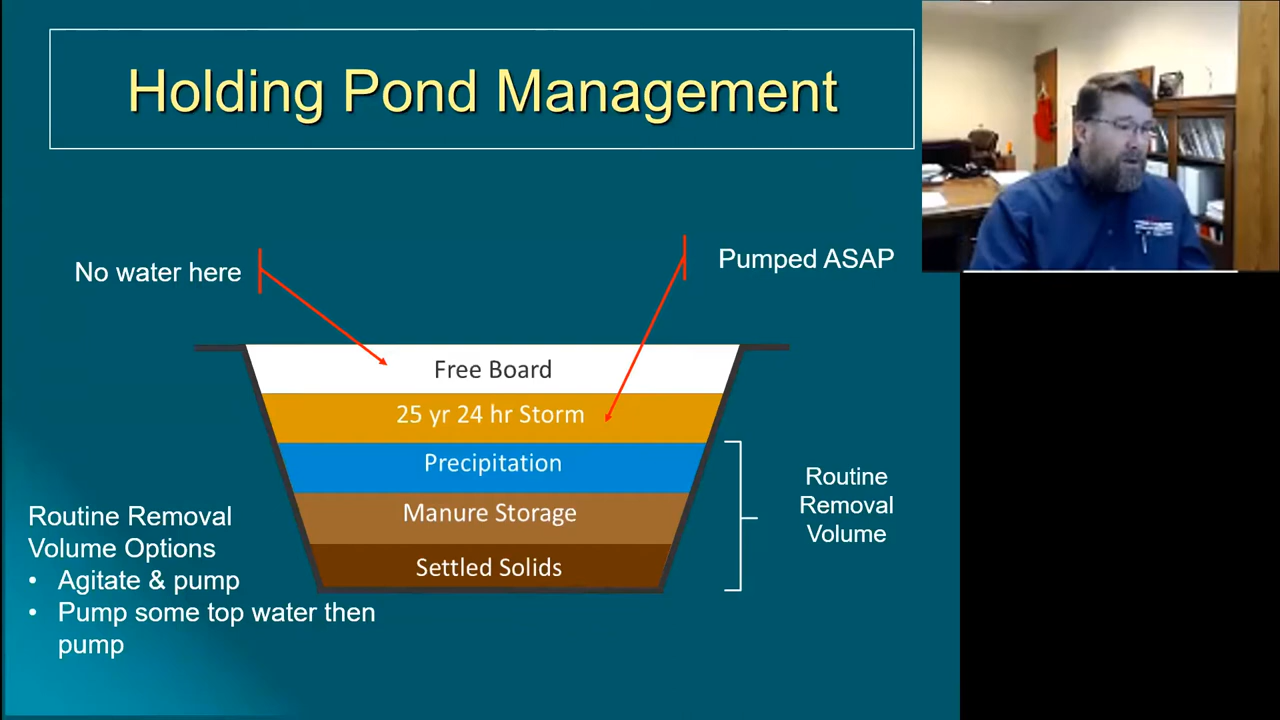 Holding Pond Management
No water here
Pumped ASAP
Free Board
25 yr 24 hr Storm
Precipitation
Manure Storage
Settled Solids
Routine
Removal
Volume
Routine Removal
Volume Options
• Agitate & pump
• Pump some top water then
pump